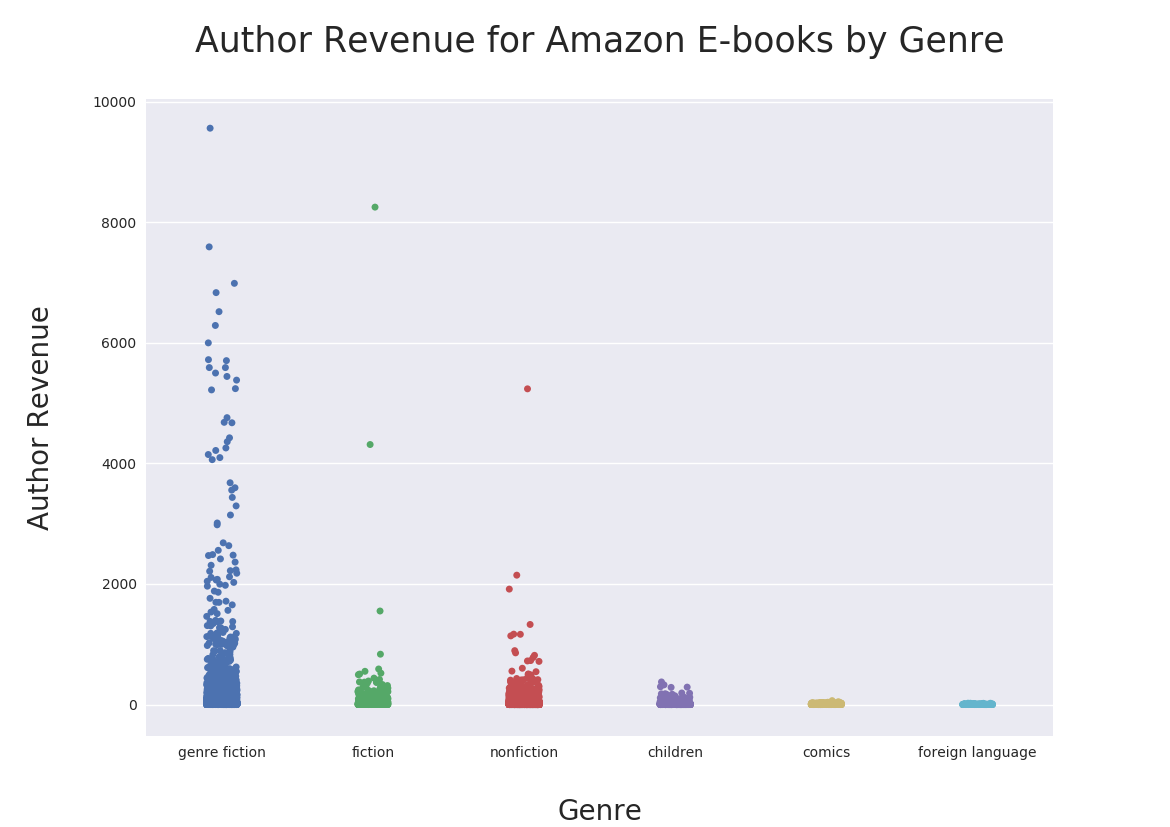 Author Revenue for Amazon E-books by Genre
10000
8000
6000
4000
2000
0
Author Revenue
genre fiction fiction nonfiction children comics foreign language
Genre